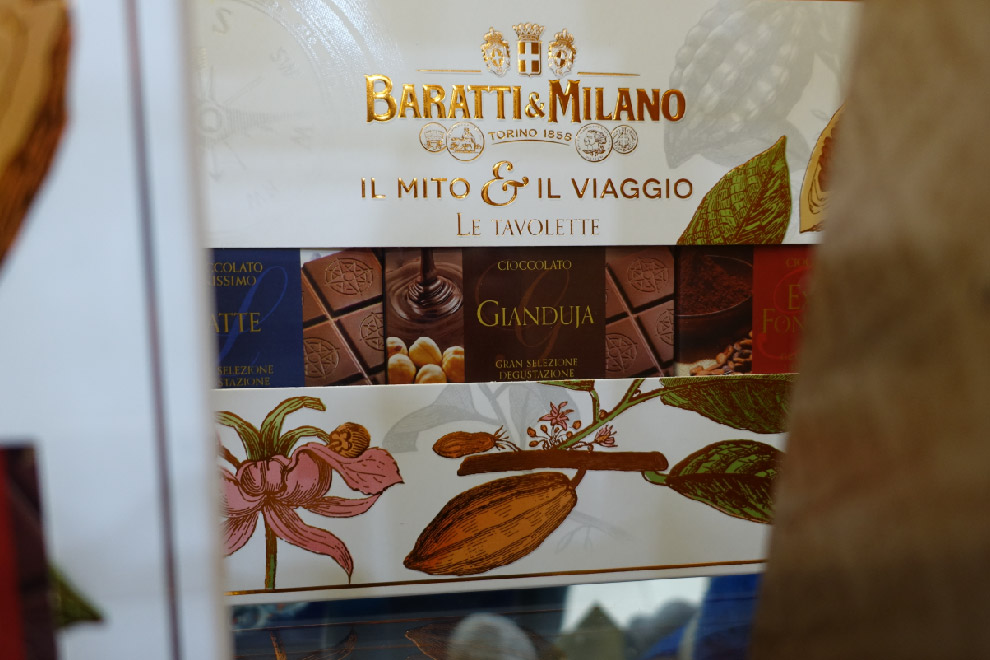 BARATTI & MILANO
TORINO 1858
IL MITO & IL VIAGGIO
LE TAVOLETTE
CIOCCOLATO
GIANDUJA
GRAN SELEZIONE
DEGUSTAZIONE